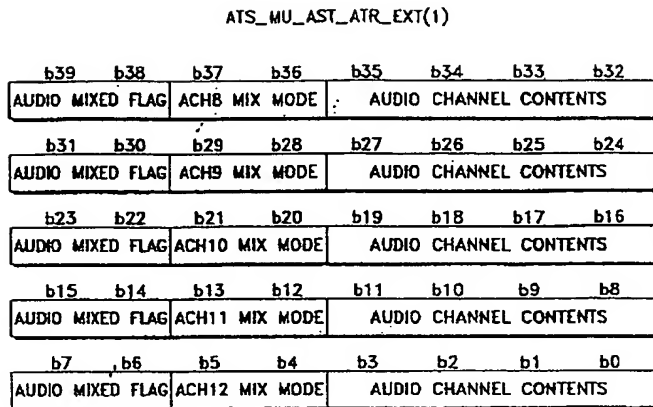 ATS_MU_AST_ATR_EXT(1)
b39 b38 b37 b36 b35 b34 b33 b32
AUDIO MIXED FLAG ACH8 MIX MODE AUDIO CHANNEL CONTENTS
b31 b30 b29 b28 b27 b26 b25 b24
AUDIO MIXED FLAG ACH9 MIX MODE AUDIO CHANNEL CONTENTS
b23 b22 b21 b20 b19 b18 b17 b16
AUDIO MIXED FLAG ACH10 MIX MODE AUDIO CHANNEL CONTENTS
b15 b14 b13 b12 b11 b10 b9 b8
AUDIO MIXED FLAG ACH11 MIX MODE AUDIO CHANNEL CONTENTS
b7 b6 b5 b4 b3 b2 b1 b0
AUDIO MIXED FLAG ACH12 MIX MODE AUDIO CHANNEL CONTENTS